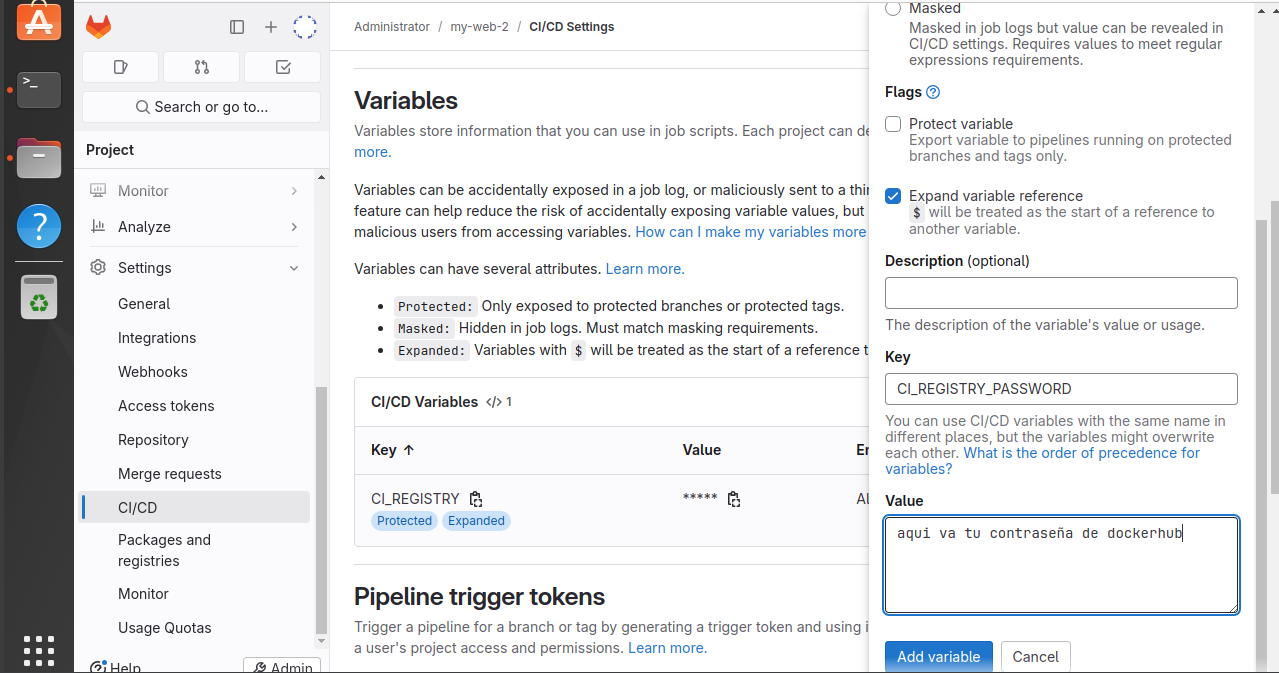 Administrator / my-web-2 / CI/CD Settings
Search or go to...
Project
Monitor
Analyze
Settings
General
Integrations
Webhooks
Access tokens
Repository
Merge requests
CI/CD
Packages and
registries
Monitor
Usage Quotas
Help
Admin
Variables
Variables store information that you can use in job scripts. Each project can de
more.
Variables can be accidentally exposed in a job log, or maliciously sent to a thir
feature can help reduce the risk of accidentally exposing variable values, but
malicious users from accessing variables. How can I make my variables more
Variables can have several attributes. Learn more.
• Protected: Only exposed to protected branches or protected tags.
• Masked: Hidden in job logs. Must match masking requirements.
• Expanded: Variables with $ will be treated as the start of a reference t
CI/CD Variables </> 1
Key ↑ Value En
CI_REGISTRY ***** Al
Protected Expanded
Pipeline trigger tokens
Trigger a pipeline for a branch or tag by generating a trigger token and using i
a user's project access and permissions. Learn more.
Masked
Masked in job logs but value can be revealed in
CI/CD settings. Requires values to meet regular
expressions requirements.
Flags ?
Protect variable
Export variable to pipelines running on protected
branches and tags only.
Expand variable reference
$ will be treated as the start of a reference to
another variable.
Description (optional)
The description of the variable's value or usage.
Key
CI_REGISTRY_PASSWORD
You can use CI/CD variables with the same name in
different places, but the variables might overwrite
each other. What is the order of precedence for
variables?
Value
aqui va tu contraseña de dockerhub
Add variable Cancel